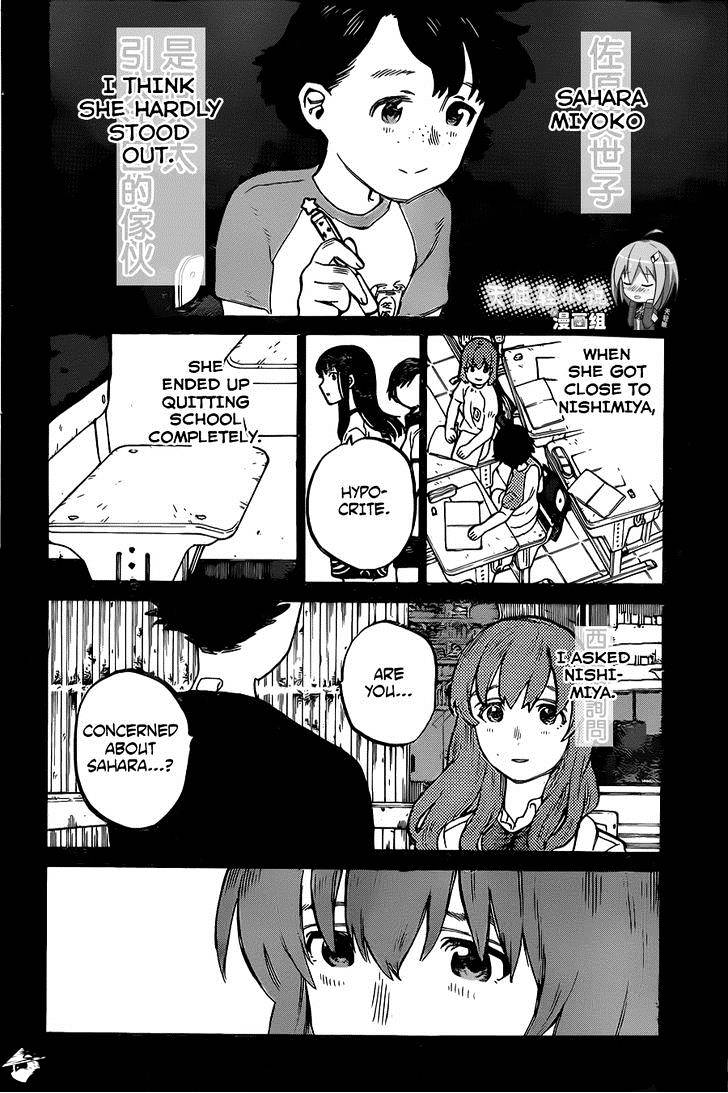 佐原
世子
SAHARA
MIYOKO
是
太
引
的傢伙
I THINK
SHE HARDLY
STOOD
OUT.
漫画组
WHEN
SHE GOT
CLOSE TO
NISHIMIYA,
HYPO-
CRITE.
SHE
ENDED UP
QUITTING
SCHOOL
COMPLETELY.
西
詢問
I ASKED
NISHI-
MIYA.
ARE
YOU...
CONCERNED
ABOUT
SAHARA...?